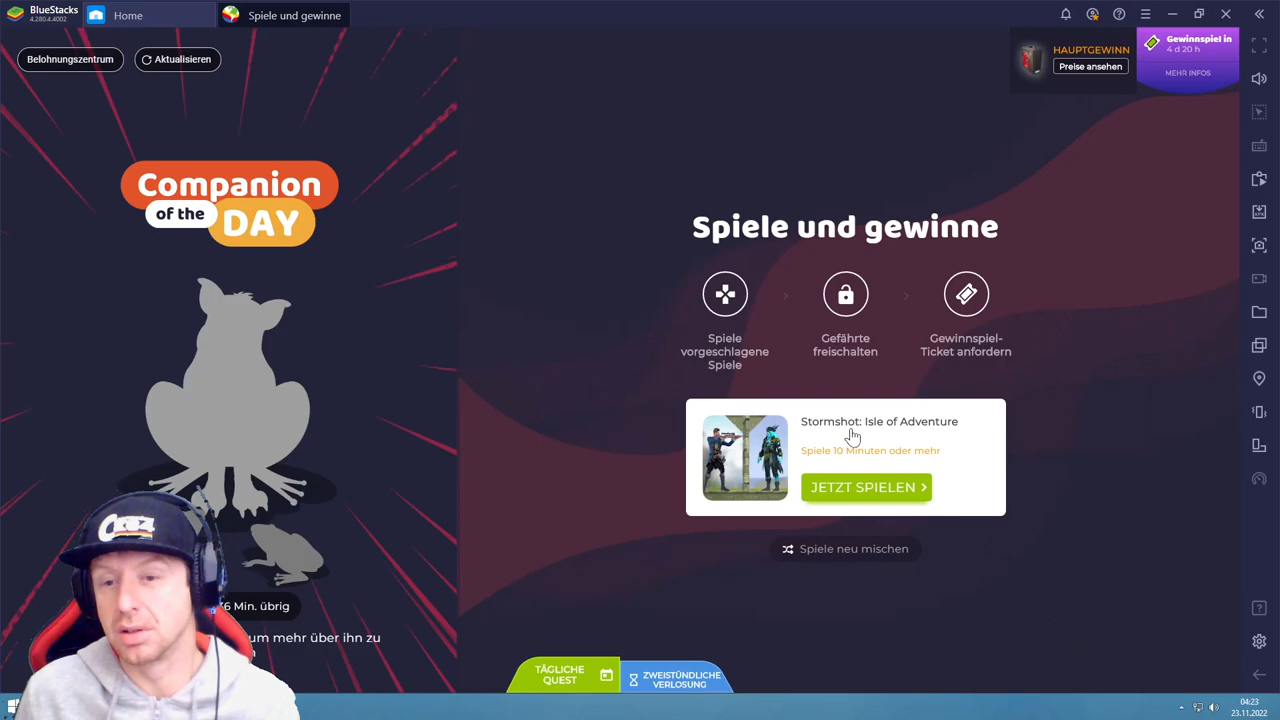 BlueStacks
4.280.4.4002
Home
Spiele und gewinne
Belohnungszentrum
Aktualisieren
HAUPTGEWINN
Preise ansehen
Gewinnspiel in
4 d 20 h
MEHR INFOS
Companion
of the DAY
Spiele und gewinne
Spiele
vorgeschlagene
Spiele
Gefährte
freischalten
Gewinnspiel-
Ticket anfordern
Stormshot: Isle of Adventure
Spiele 10 Minuten oder mehr
JETZT SPIELEN
Spiele neu mischen
6 Min. übrig
um mehr über ihn zu
TÄGLICHE
QUEST
ZWEISTÜNDLICHE
VERLOSUNG
04:23
23.11.2022